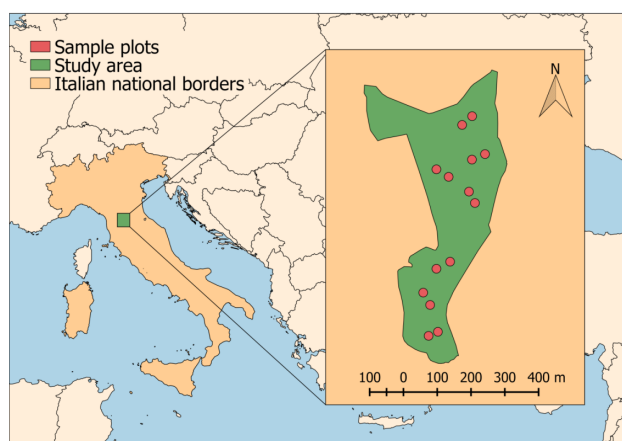 Sample plots
Study area
Italian national borders
N
100 0 100 200 300 400 m